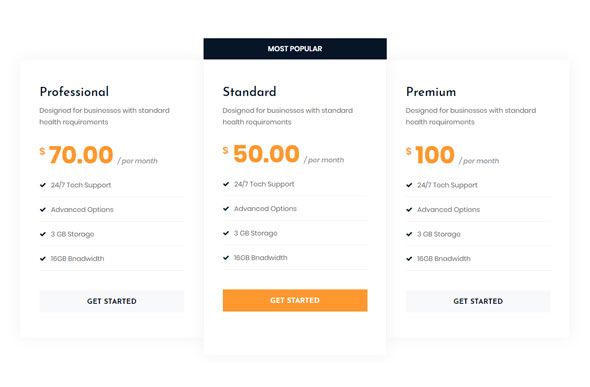 MOST POPULAR
Professional
Designed for businesses with standard
health requirements
$ 70.00 / per month
24/7 Tech Support
Advanced Options
3 GB Storage
16GB Bnadwidth
GET STARTED
Standard
Designed for businesses with standard
health requirements
$ 50.00 / per month
24/7 Tech Support
Advanced Options
3 GB Storage
16GB Bnadwidth
GET STARTED
Premium
Designed for businesses with standard
health requirements
$ 100 / per month
24/7 Tech Support
Advanced Options
3 GB Storage
16GB Bnadwidth
GET STARTED